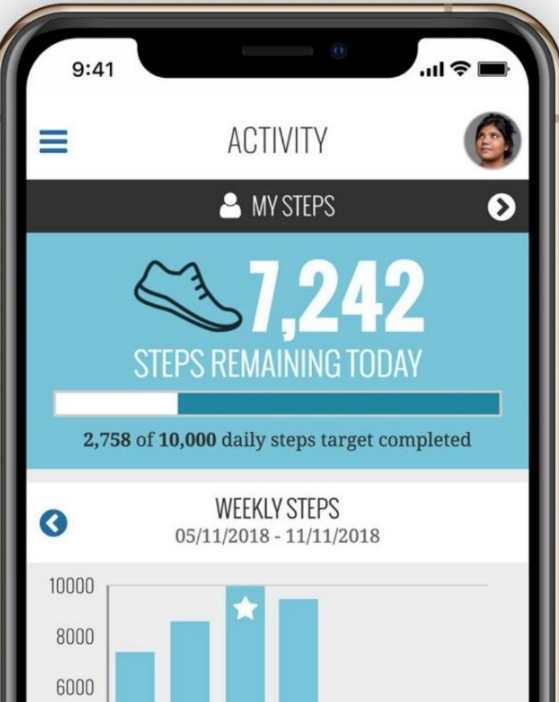 9:41
ACTIVITY
MY STEPS
7,242
STEPS REMAINING TODAY
2,758 of 10,000 daily steps target completed
WEEKLY STEPS
05/11/2018 - 11/11/2018
10000
8000
6000